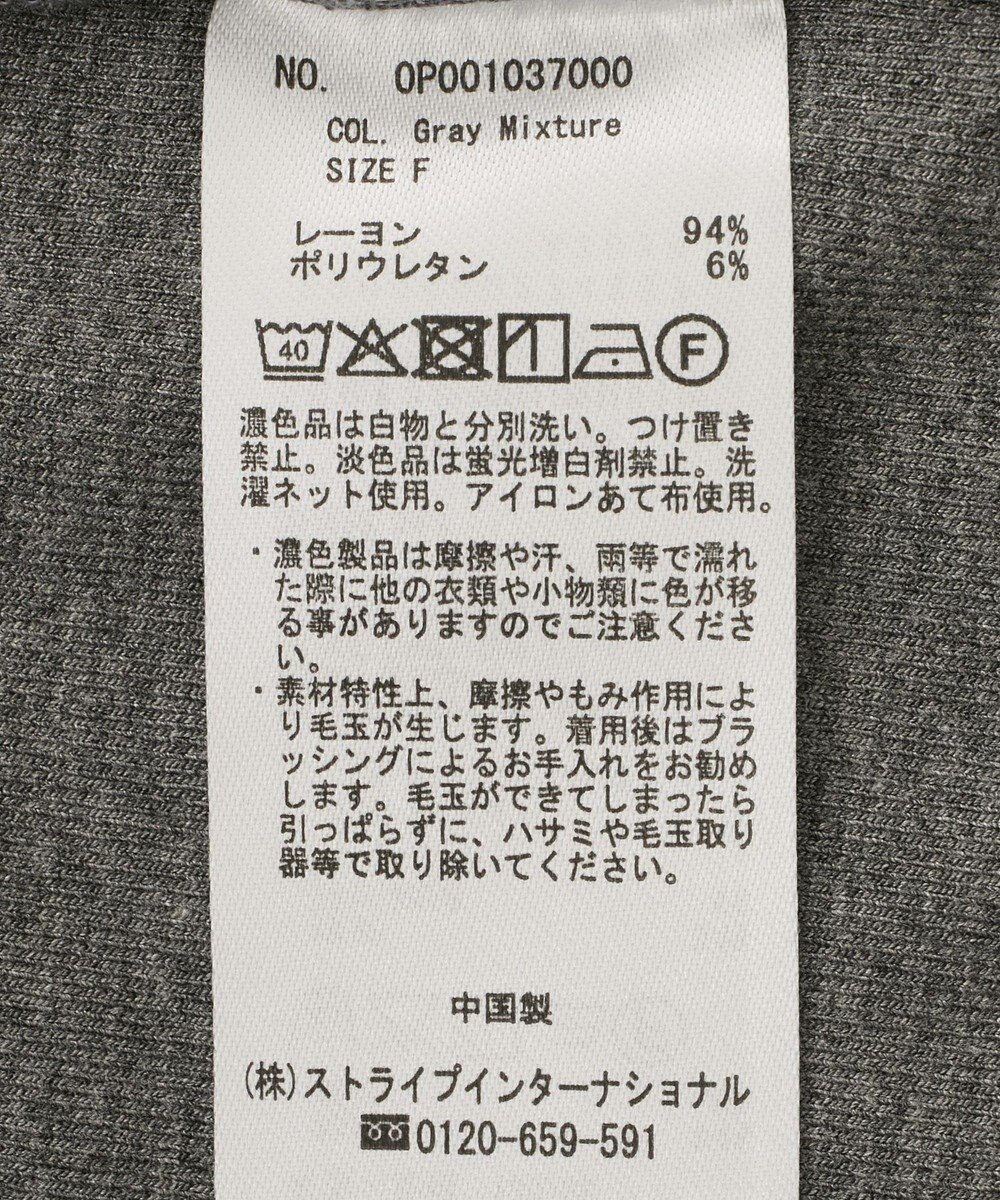 NO. OP001037000
COL. Gray Mixture
SIZE F
レーヨン 94%
ポリウレタン 6%
40 F
濃色品は白物と分別洗い。つけ置き
禁止。淡色品は蛍光増白剤禁止。洗
濯ネット使用。アイロンあて布使用。
・濃色製品は摩擦や汗、雨等で濡れ
た際に他の衣類や小物類に色が移
る事がありますのでご注意くださ
い。
・素材特性上、摩擦やもみ作用によ
り毛玉が生じます。着用後はブラ
ッシングによるお手入れをお勧め
します。毛玉ができてしまったら
引っぱらずに、ハサミや毛玉取り
器等で取り除いてください。
中国製
(株)ストライプインターナショナル
0120-659-591